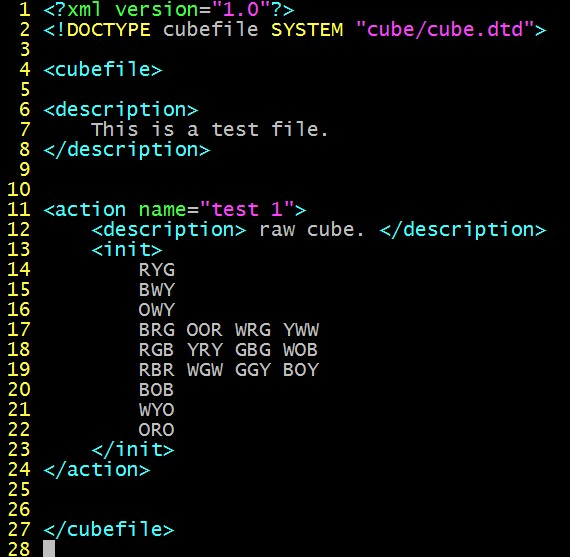 1 <?xml version="1.0"?>
2 <!DOCTYPE cubefile SYSTEM "cube/cube.dtd">
3
4 <cubefile>
5
6 <description>
7     This is a test file.
8 </description>
9
10
11 <action name="test 1">
12     <description> raw cube. </description>
13     <init>
14         RYG
15         BWY
16         OWY
17         BRG OOR WRG YWW
18         RGB YRY GBG WOB
19         RBR WGW GGY BOY
20         BOB
21         WYO
22         ORO
23     </init>
24 </action>
25
26
27 </cubefile>
28